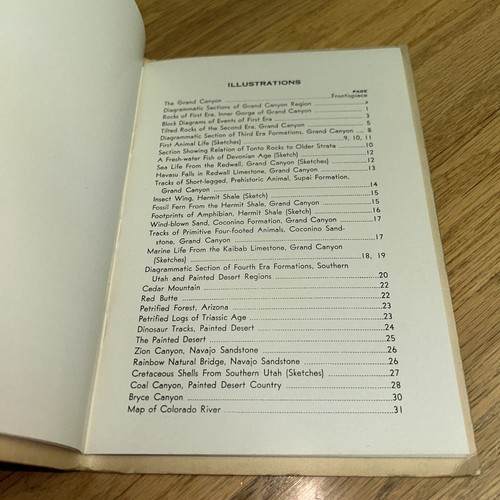 ILLUSTRATIONS
PAGE
The Grand Canyon ........ Frontispiece
Diagrammatic Sections of Grand Canyon Region ........ *
Rocks of First Era, Inner Gorge of Grand Canyon ........ 1
Block Diagrams of Events of First Era ........ 3
Tilted Rocks of the Second Era, Grand Canyon ........ 5
Diagrammatic Section of Third Era Formations, Grand Canyon .... 8
First Animal Life (Sketches) ........ 9, 10, 11
Section Showing Relation of Tonto Rocks to Older Strata ........ 10
A Fresh-water Fish of Devonian Age (Sketch) ........ 12
Sea Life From the Redwall, Grand Canyon (Sketches) ........ 12
Havasu Falls in Redwall Limestone, Grand Canyon ........ 13
Tracks of Short-legged, Prehistoric Animal, Supai Formation,
Grand Canyon ........ 14
Insect Wing, Hermit Shale (Sketch) ........ 15
Fossil Fern From the Hermit Shale, Grand Canyon ........ 15
Footprints of Amphibian, Hermit Shale (Sketch) ........ 16
Wind-blown Sand, Coconino Formation, Grand Canyon ........ 17
Tracks of Primitive Four-footed Animals, Coconino Sand-
stone, Grand Canyon ........ 17
Marine Life From the Kaibab Limestone, Grand Canyon
(Sketches) ........ 18, 19
Diagrammatic Section of Fourth Era Formations, Southern
Utah and Painted Desert Regions ........ 20
Cedar Mountain ........ 22
Red Butte ........ 22
Petrified Forest, Arizona ........ 23
Petrified Logs of Triassic Age ........ 23
Dinosaur Tracks, Painted Desert ........ 24
The Painted Desert ........ 25
Zion Canyon, Navajo Sandstone ........ 26
Rainbow Natural Bridge, Navajo Sandstone ........ 26
Cretaceous Shells From Southern Utah (Sketches) ........ 27
Coal Canyon, Painted Desert Country ........ 28
Bryce Canyon ........ 30
Map of Colorado River ........ 31